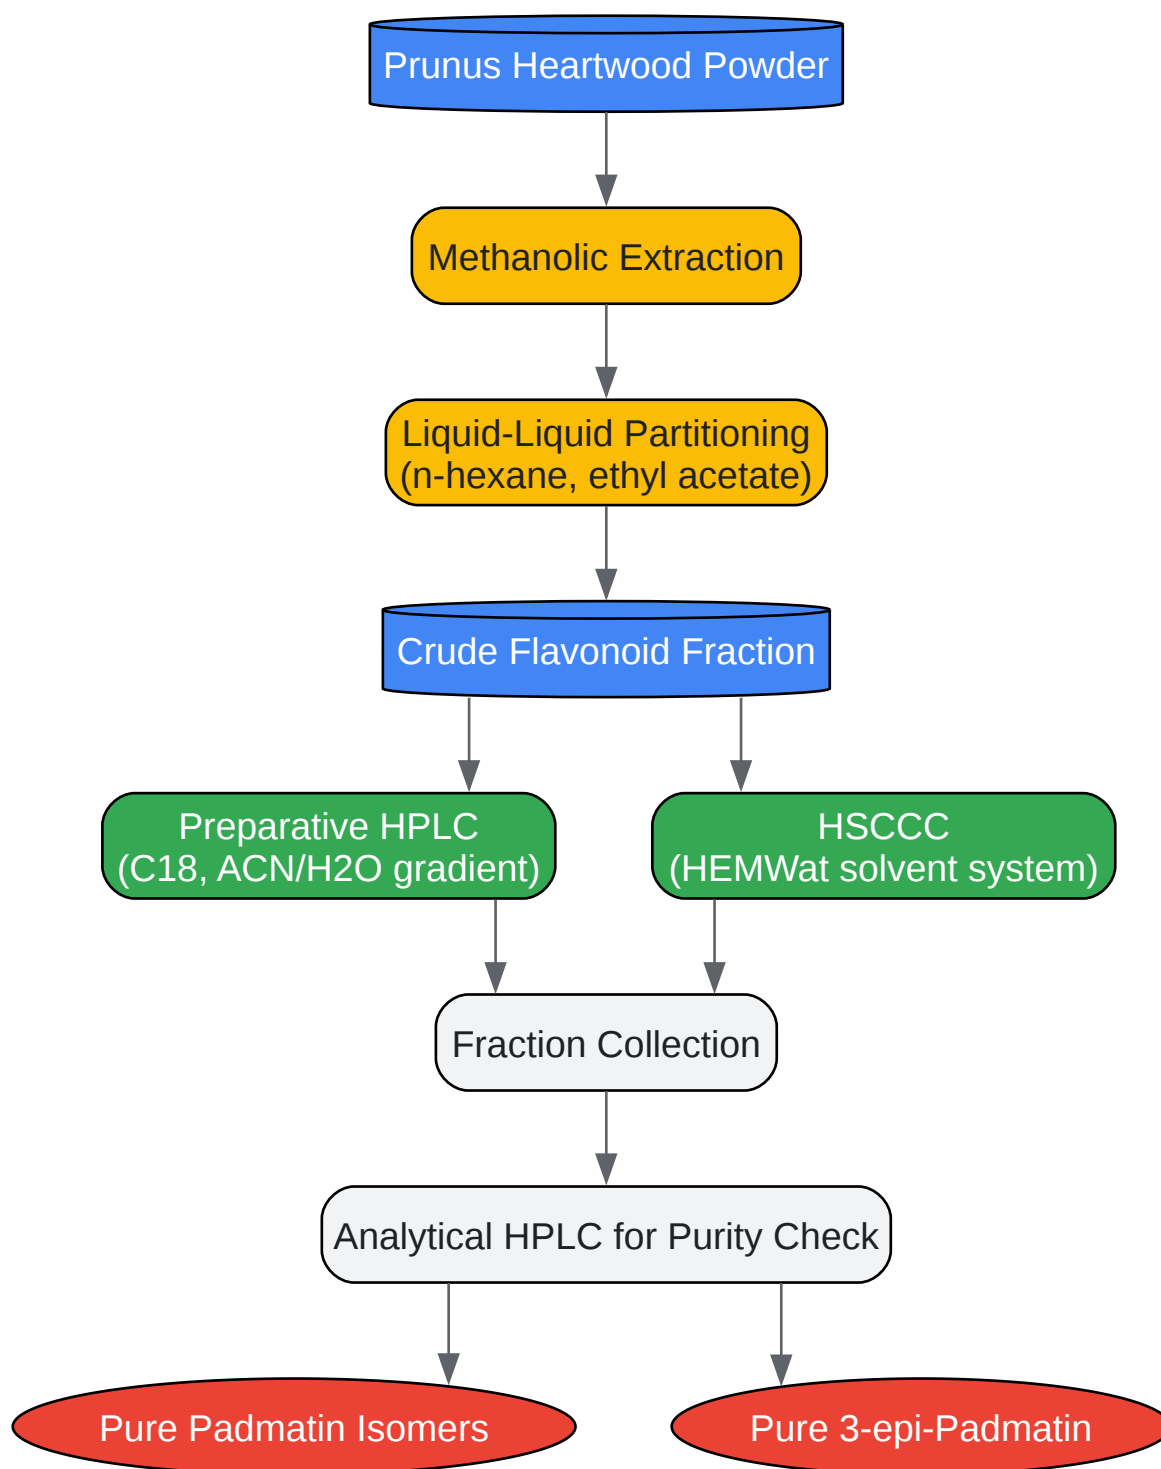 Prunus Heartwood Powder
Methanolic Extraction
Liquid-Liquid Partitioning
(n-hexane, ethyl acetate)
Crude Flavonoid Fraction
Preparative HPLC
(C18, ACN/H2O gradient)
HSCCC
(HEMWat solvent system)
Fraction Collection
Analytical HPLC for Purity Check
Pure Padmatin Isomers
Pure 3-epi-Padmatin